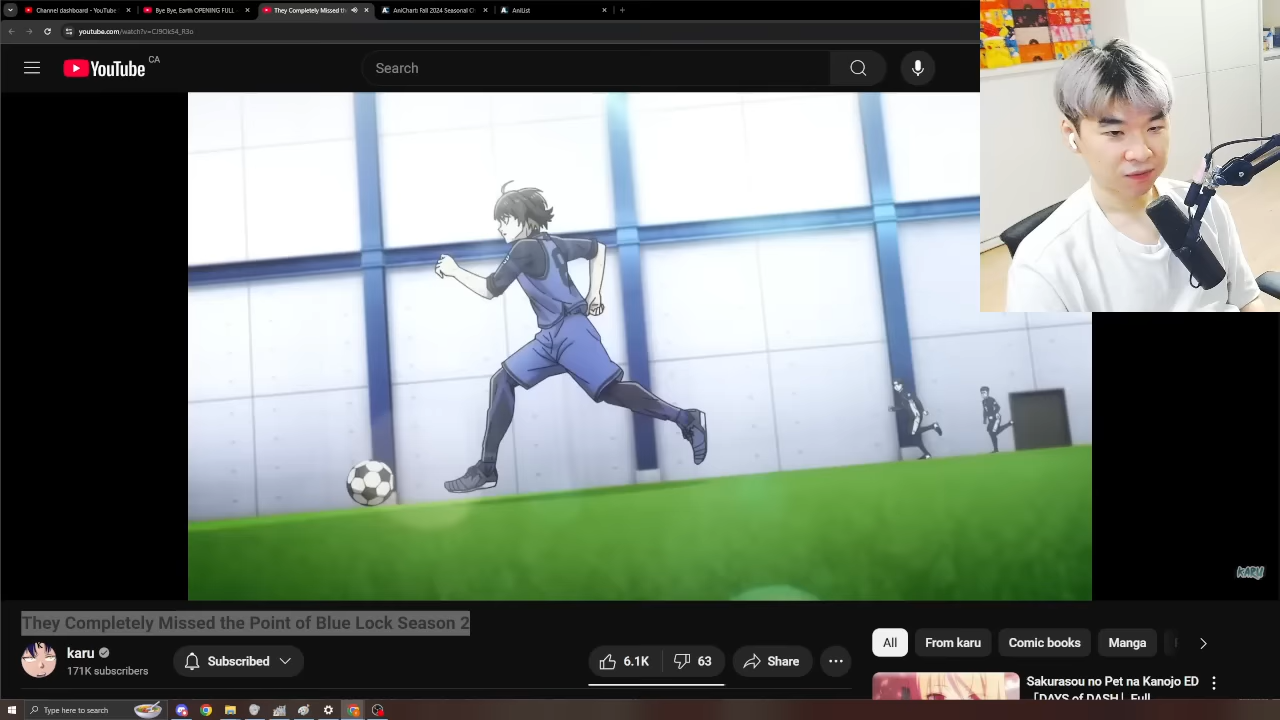 Channel dashboard - YouTube
Bye Bye, Earth OPENING FULL
They Completely Missed th
AniChart: Fall 2024 Seasonal C
AniList
youtube.com/watch?v=CJ9OkS4_R3o
YouTube CA
Search
KARU
They Completely Missed the Point of Blue Lock Season 2
karu
171K subscribers
Subscribed
6.1K
63
Share
All
From karu
Comic books
Manga
Sakurasou no Pet na Kanojo ED
「DAYS of DASH」Full
Type here to search